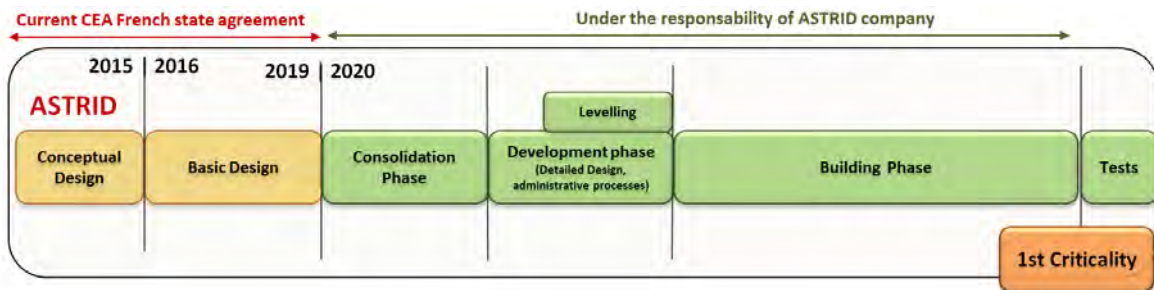 Current CEA French state agreement
Under the responsability of ASTRID company
2015 2016
2019 2020
ASTRID
Levelling
Conceptual
Design
Basic Design
Consolidation
Phase
Development phase
(Detailed Design,
administrative processes)
Building Phase
Tests
1st Criticality